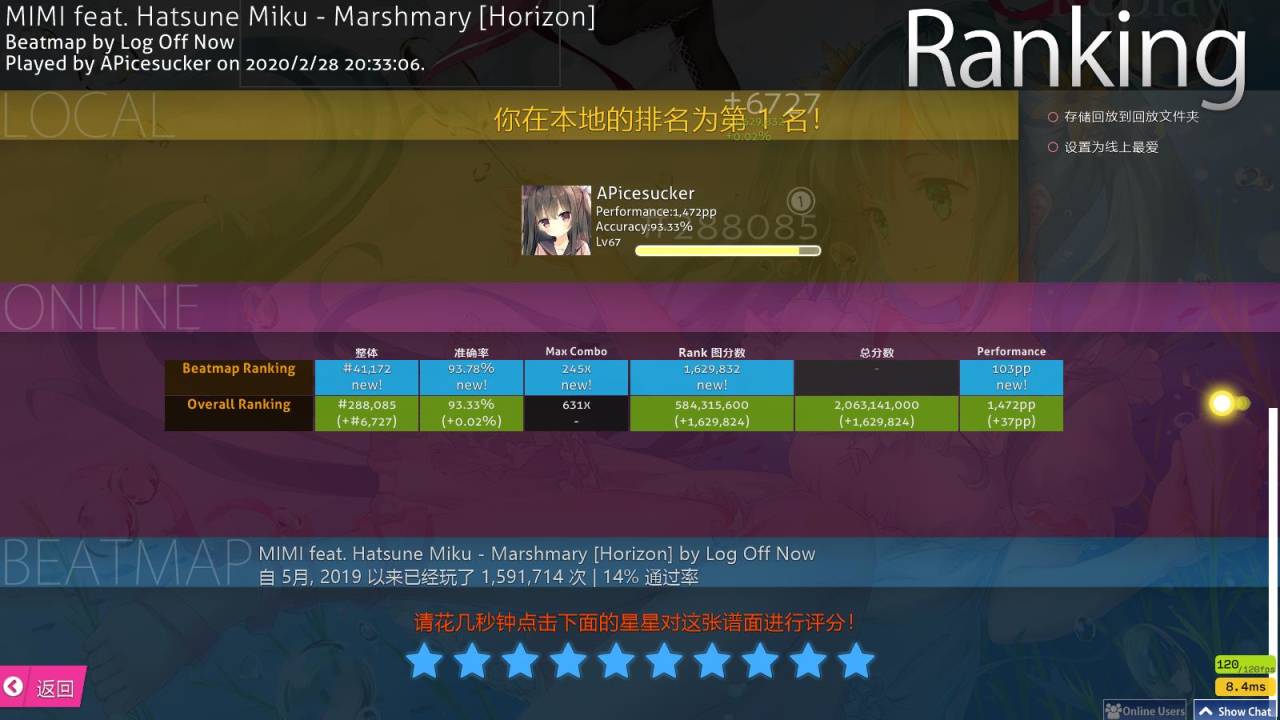 MIMI feat. Hatsune Miku - Marshmary [Horizon]
Beatmap by Log Off Now
Played by APicesucker on 2020/2/28 20:33:06.
Ranking
LOCAL
+6727
你在本地的排名为第 1 名!
+0.02%
存储回放到回放文件夹
设置为线上最爱
APicesucker
Performance:1,472pp
Accuracy:93.33%
Lv67
1
#288085
ONLINE
整体 准确率 Max Combo Rank 图分数 总分数 Performance
Beatmap Ranking #41,172 93.78% 245x 1,629,832 - 103pp
new! new! new! new! new!
Overall Ranking #288,085 93.33% 631x 584,315,600 2,063,141,000 1,472pp
(+#6,727) (+0.02%) - (+1,629,824) (+1,629,824) (+37pp)
BEATMAP
MIMI feat. Hatsune Miku - Marshmary [Horizon] by Log Off Now
自 5月, 2019 以来已经玩了 1,591,714 次 | 14% 通过率
请花几秒钟点击下面的星星对这张谱面进行评分!
返回
120/120fps
8.4ms
Online Users
Show Chat